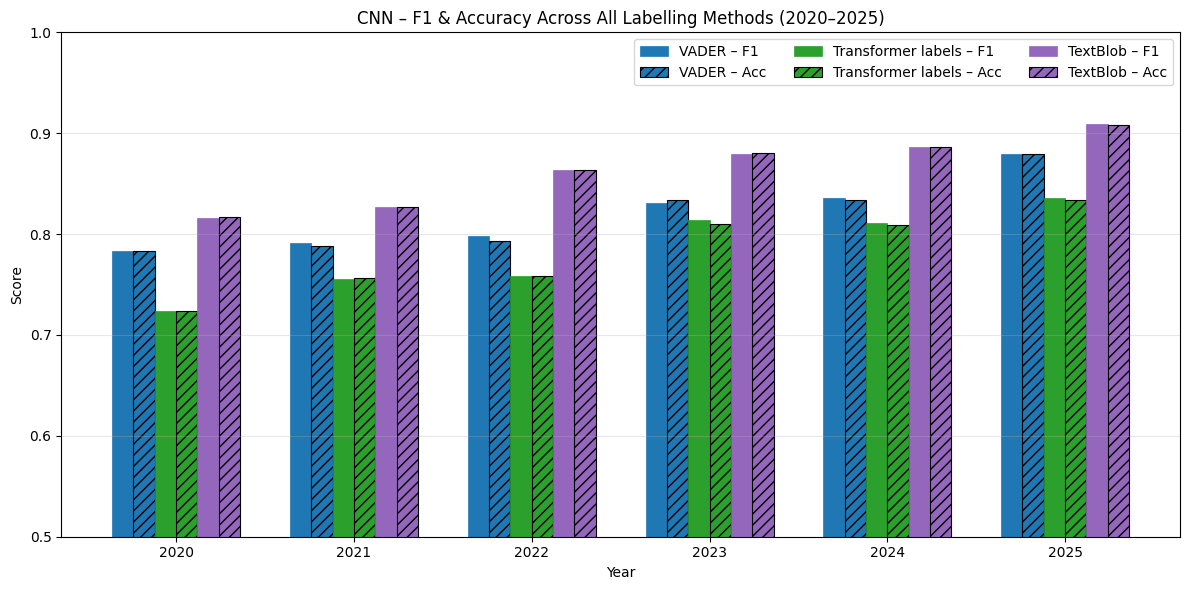 CNN – F1 & Accuracy Across All Labelling Methods (2020–2025)
VADER – F1
VADER – Acc
Transformer labels – F1
Transformer labels – Acc
TextBlob – F1
TextBlob – Acc
Score
1.0
0.9
0.8
0.7
0.6
0.5
2020 2021 2022 2023 2024 2025
Year